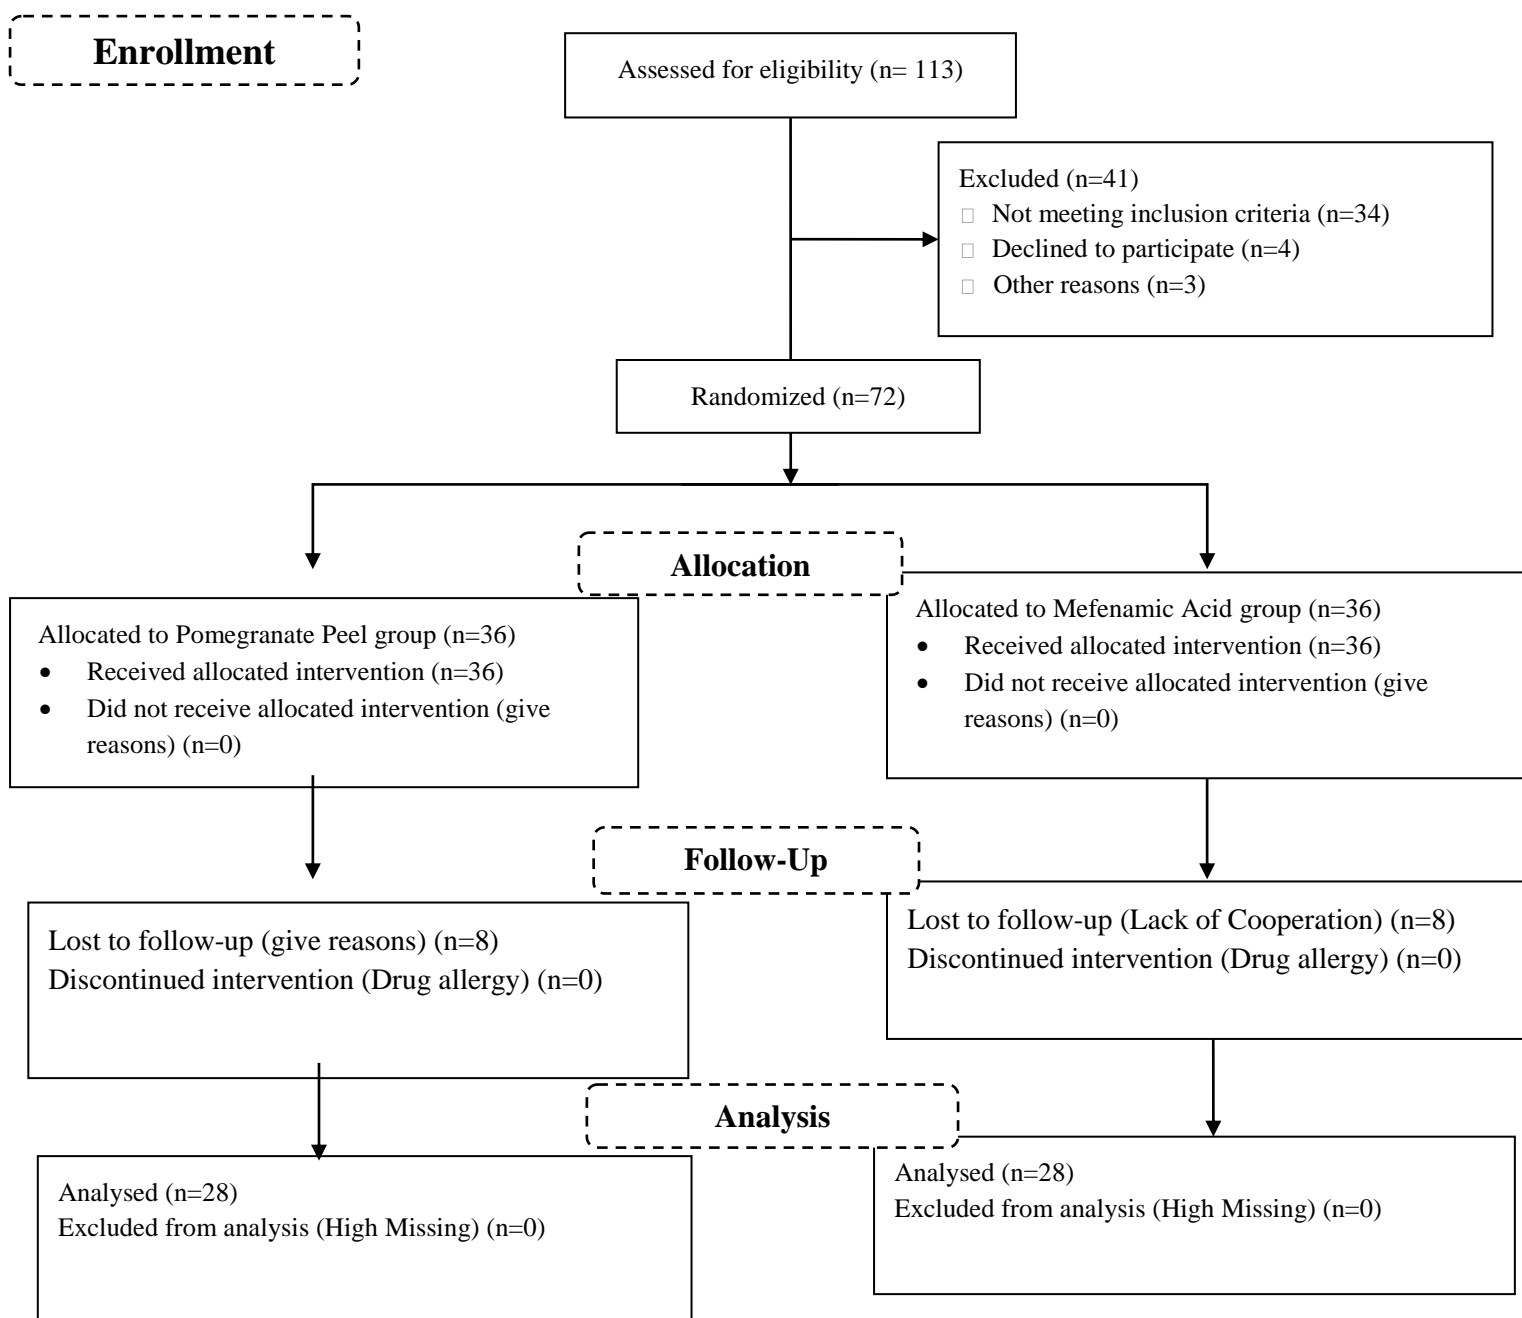 Enrollment
Assessed for eligibility (n= 113)
Excluded (n=41)
Not meeting inclusion criteria (n=34)
Declined to participate (n=4)
Other reasons (n=3)
Randomized (n=72)
Allocation
Allocated to Pomegranate Peel group (n=36)
• Received allocated intervention (n=36)
• Did not receive allocated intervention (give
reasons) (n=0)
Allocated to Mefenamic Acid group (n=36)
• Received allocated intervention (n=36)
• Did not receive allocated intervention (give
reasons) (n=0)
Follow-Up
Lost to follow-up (give reasons) (n=8)
Discontinued intervention (Drug allergy) (n=0)
Lost to follow-up (Lack of Cooperation) (n=8)
Discontinued intervention (Drug allergy) (n=0)
Analysis
Analysed (n=28)
Excluded from analysis (High Missing) (n=0)
Analysed (n=28)
Excluded from analysis (High Missing) (n=0)